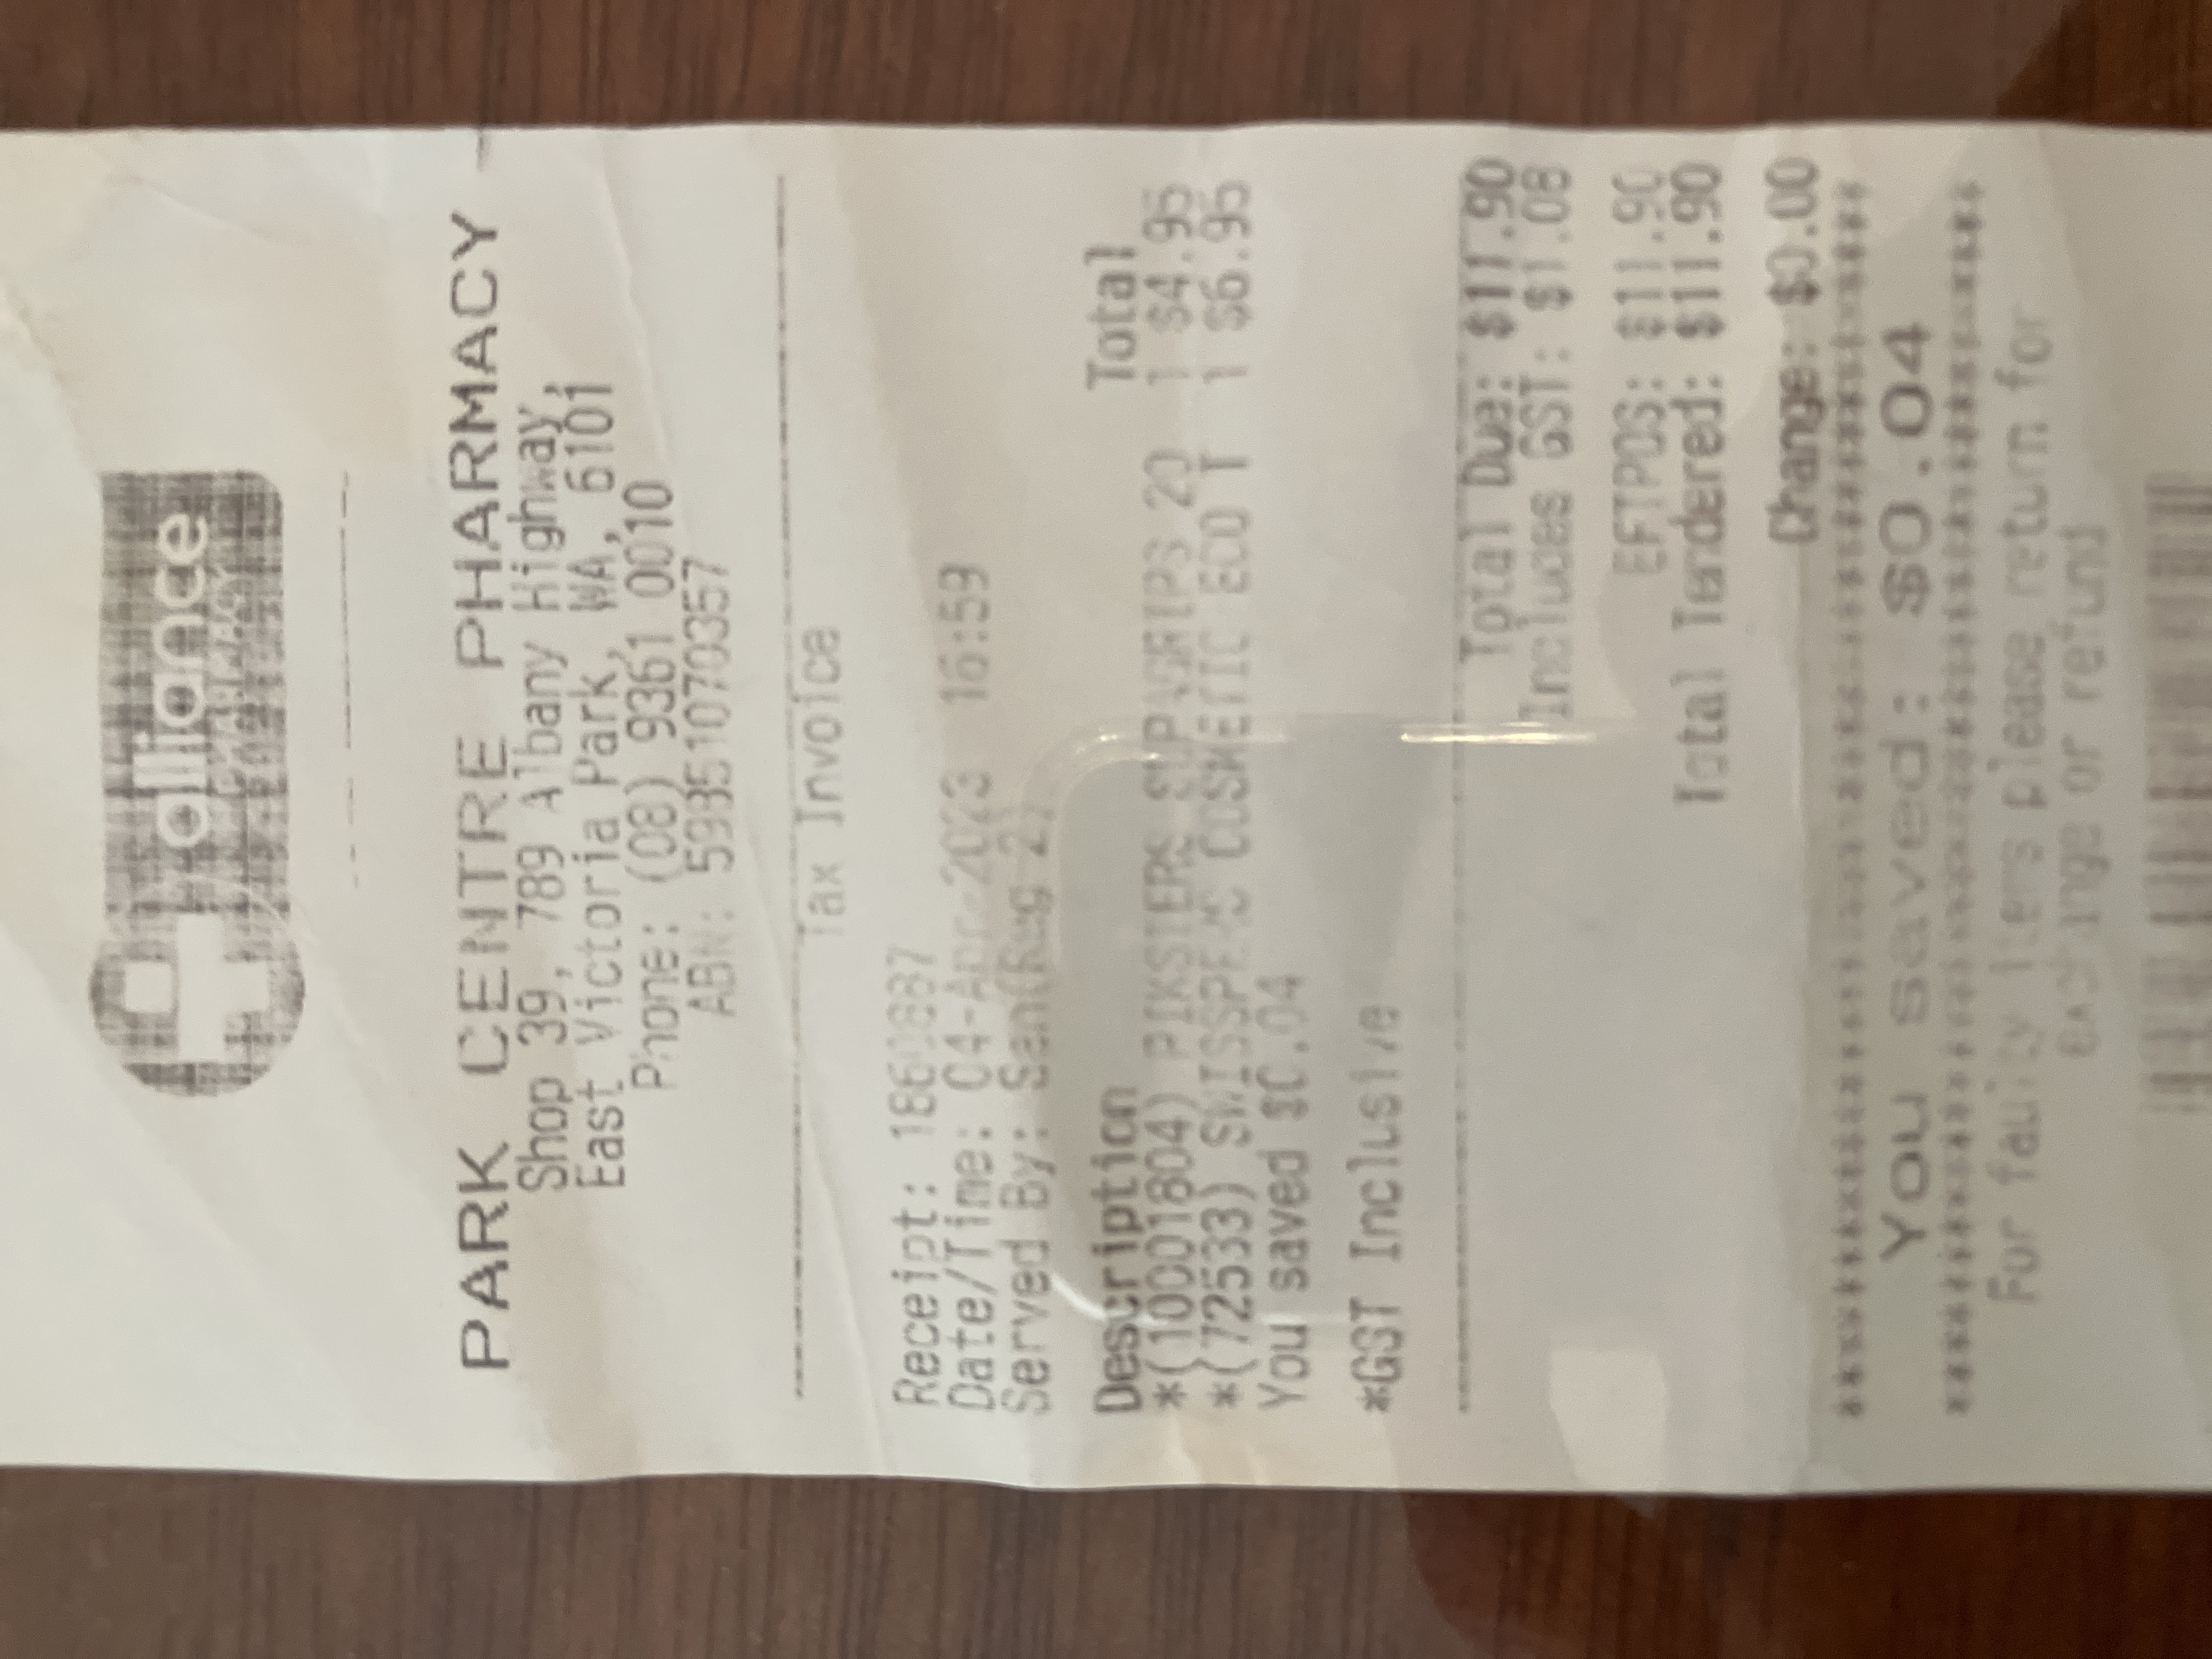 alliance
PHARMACY
PARK CENTRE PHARMACY
Shop 39, 789 Albany Highway,
East Victoria Park, WA, 6101
Phone: (08) 9361 0010
ABN: 59851070357
Tax Invoice
Receipt: 1860887
Date/Time: 04-Apr-2023 16:59
Served By: (Reg 2)
Description Total
*(10001804) PIKSTERS SUPAGRIPS 20 1 $4.95
*(72533) SWISSPERS COSMETIC ECO T 1 $6.95
You saved $0.04
*GST Inclusive
Total Due: $11.90
Includes GST: $1.08
EFTPOS: $11.90
Total Tendered: $11.90
Change: $0.00
You saved: $0.04
For faulty items please return for
exchange or refund